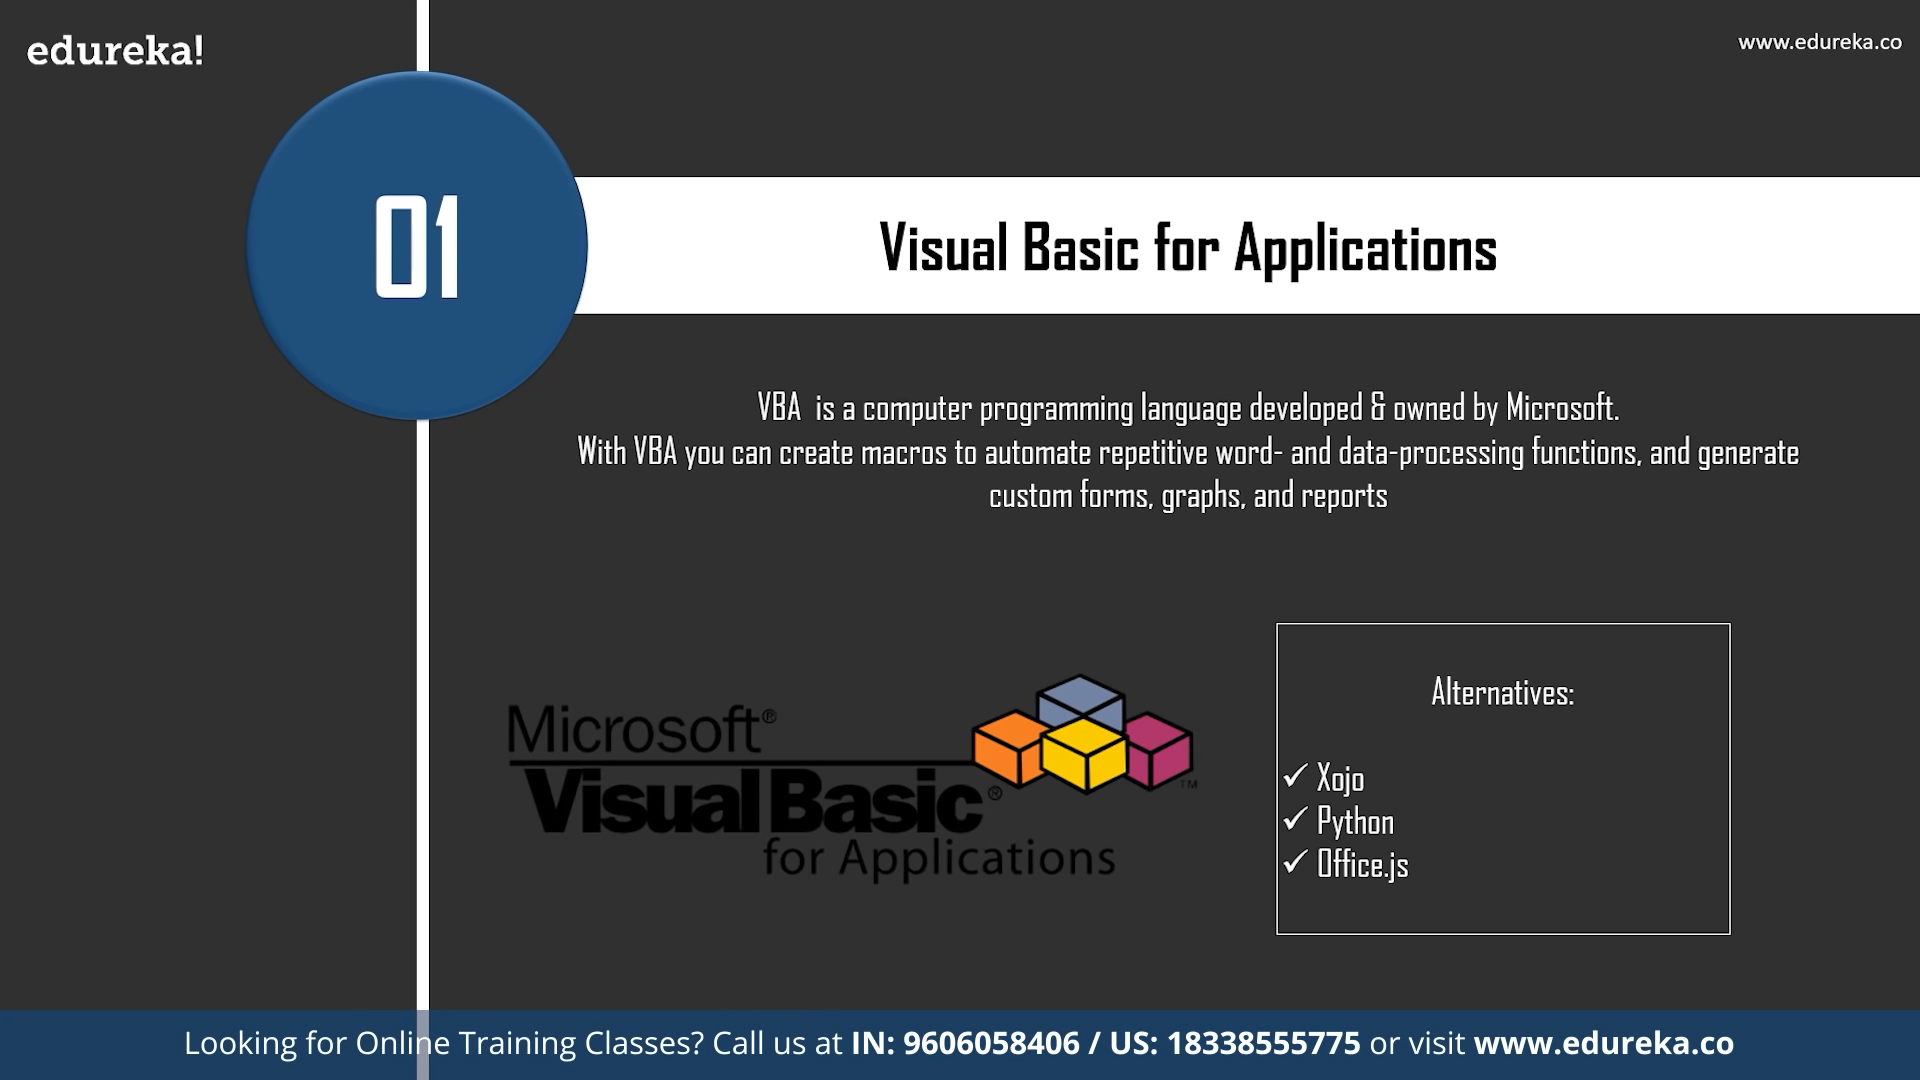 edureka!
www.edureka.co
01
Visual Basic for Applications
VBA is a computer programming language developed & owned by Microsoft.
With VBA you can create macros to automate repetitive word- and data-processing functions, and generate
custom forms, graphs, and reports
Microsoft®
Visual Basic®
for Applications
TM
Alternatives:
✓ Xojo
✓ Python
✓ Office.js
Looking for Online Training Classes? Call us at IN: 9606058406 / US: 18338555775 or visit www.edureka.co